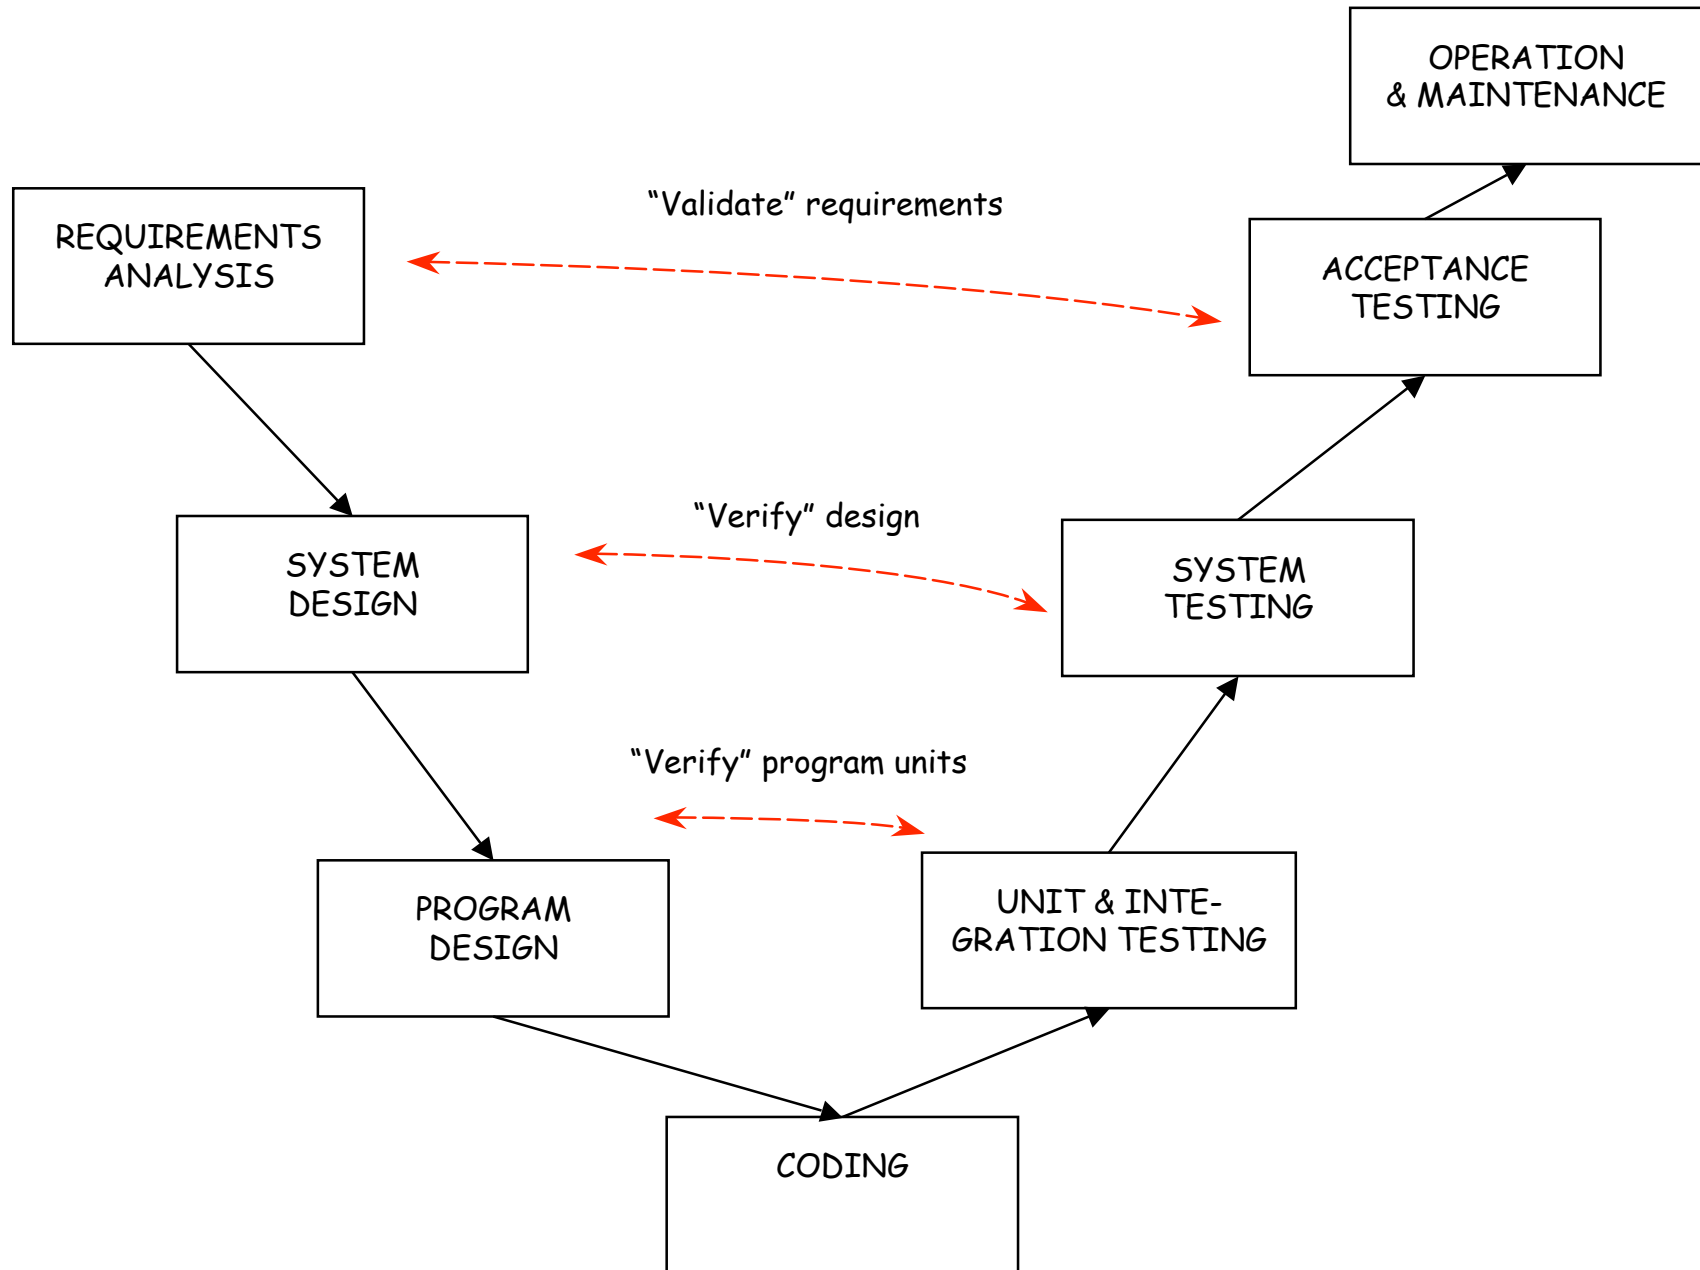 OPERATION
& MAINTENANCE
“Validate” requirements
REQUIREMENTS
ANALYSIS
ACCEPTANCE
TESTING
“Verify” design
SYSTEM
DESIGN
SYSTEM
TESTING
“Verify” program units
PROGRAM
DESIGN
UNIT & INTE-
GRATION TESTING
CODING